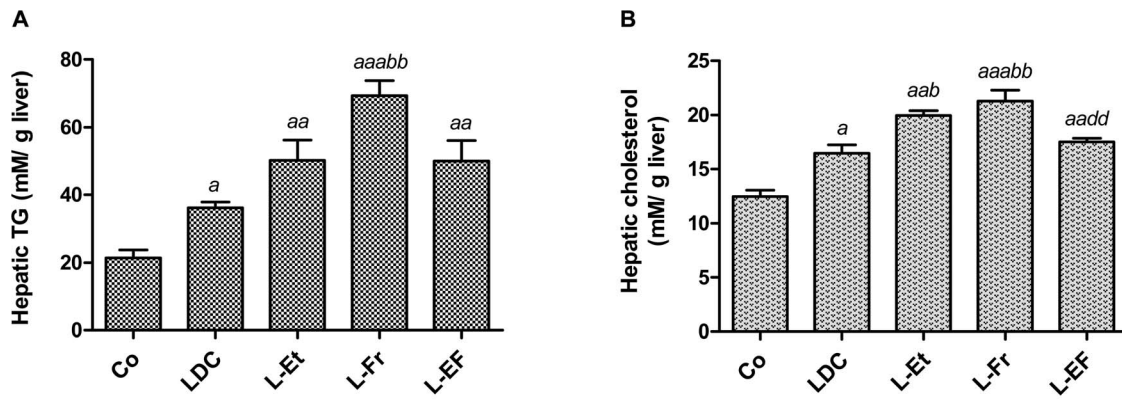 A
Hepatic TG (mM/ g liver)
80
60
40
20
0
a
aa
aaabb
aa
Co
LDC
L-Et
L-Fr
L-EF
B
Hepatic cholesterol
(mM/ g liver)
25
20
15
10
5
0
a
aab
aaabb
aadd
Co
LDC
L-Et
L-Fr
L-EF